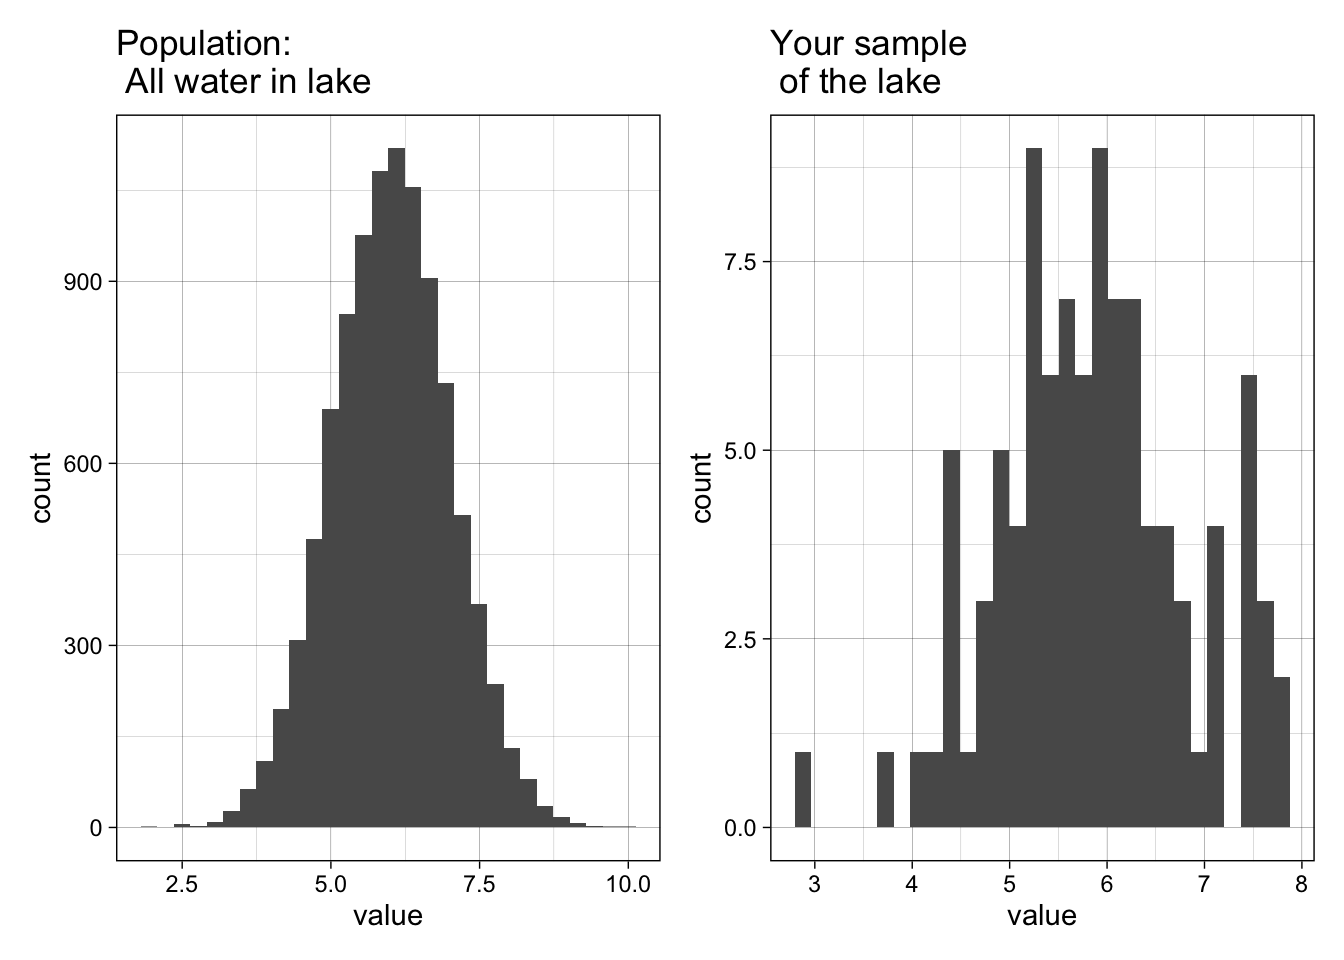 Population:
All water in lake
count
900
600
300
0
2.5 5.0 7.5 10.0
value
Your sample
of the lake
count
7.5
5.0
2.5
0.0
3 4 5 6 7 8
value